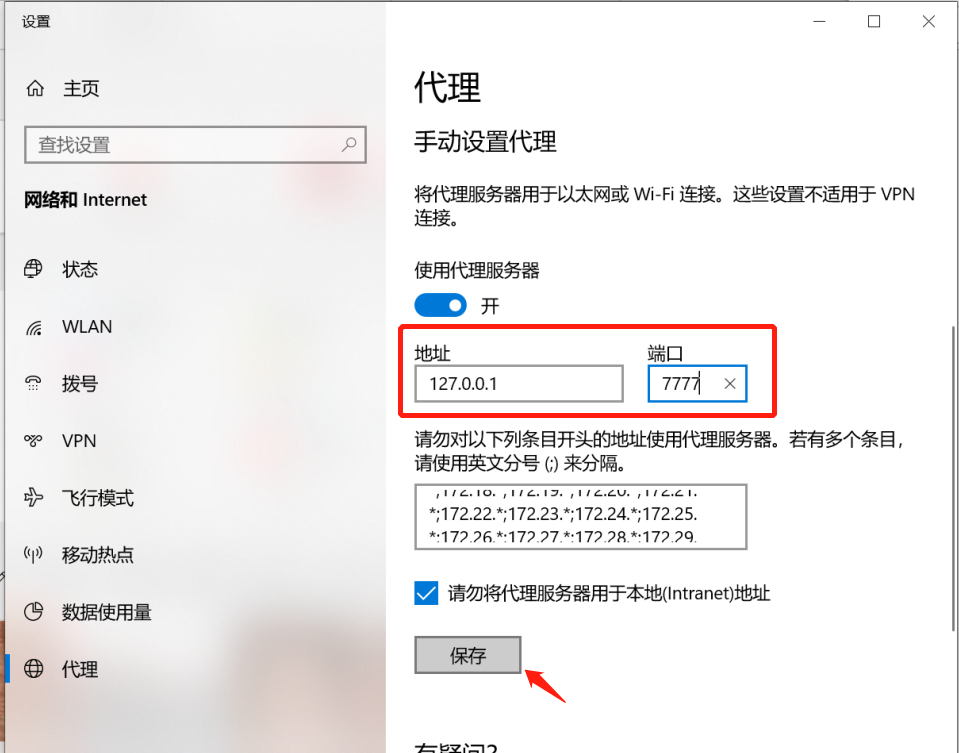 设置
主页
查找设置
网络和 Internet
状态
WLAN
拨号
VPN
飞行模式
移动热点
数据使用量
代理
代理
手动设置代理
将代理服务器用于以太网或 Wi-Fi 连接。这些设置不适用于 VPN
连接。
使用代理服务器
开
地址 端口
127.0.0.1 7777
请勿对以下列条目开头的地址使用代理服务器。若有多个条目，
请使用英文分号 (;) 来分隔。
;172.18.*;172.19.*;172.20.*;172.21.
*;172.22.*;172.23.*;172.24.*;172.25.
*;172.26.*;172.27.*;172.28.*;172.29.
请勿将代理服务器用于本地(Intranet)地址
保存
有疑问?